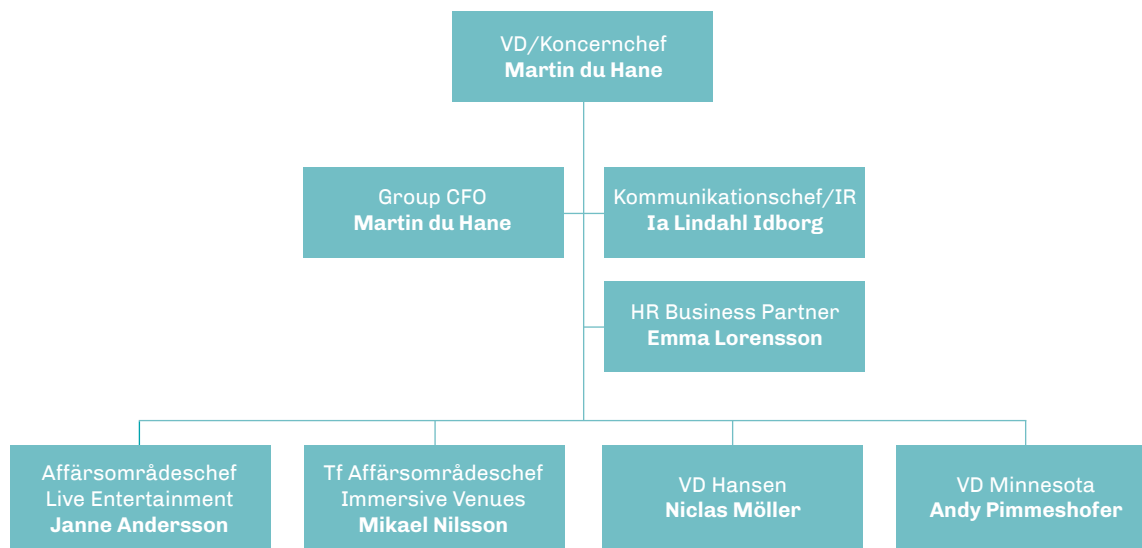 VD/Koncernchef
Martin du Hane
Group CFO
Martin du Hane
Kommunikationschef/IR
Ia Lindahl Idborg
HR Business Partner
Emma Lorensson
Affärsområdeschef
Live Entertainment
Janne Andersson
Tf Affärsområdeschef
Immersive Venues
Mikael Nilsson
VD Hansen
Niclas Möller
VD Minnesota
Andy Pimmeshofer